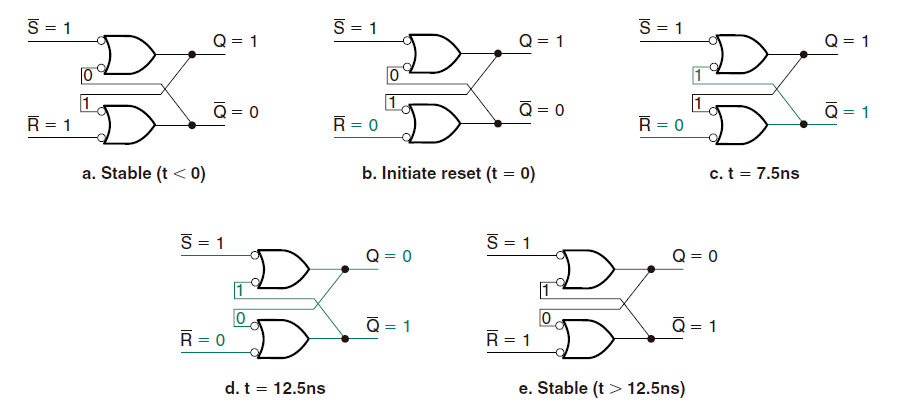 S̅ = 1
Q = 1
0
1
Q̅ = 0
R̅ = 1
a. Stable (t < 0)
S̅ = 1
Q = 1
0
1
Q̅ = 0
R̅ = 0
b. Initiate reset (t = 0)
S̅ = 1
Q = 1
1
1
Q̅ = 1
R̅ = 0
c. t = 7.5ns
S̅ = 1
Q = 0
1
0
Q̅ = 1
R̅ = 0
d. t = 12.5ns
S̅ = 1
Q = 0
1
0
Q̅ = 1
R̅ = 1
e. Stable (t > 12.5ns)